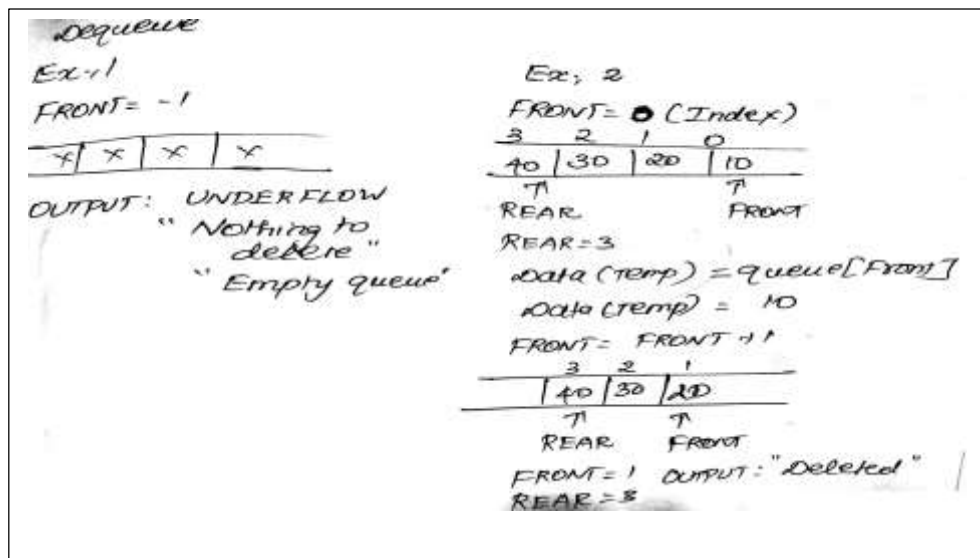 Dequeue
Ex:1
FRONT= -1
x x x x
OUTPUT: UNDERFLOW
"Nothing to
delete"
"Empty queue"
Ex: 2
FRONT= 0 (Index)
3 2 1 0
40 30 20 10
REAR FRONT
REAR=3
Data (Temp) = queue[Front]
Data (Temp) = 10
FRONT= FRONT +1
3 2 1
40 30 20
REAR FRONT
FRONT=1 OUTPUT: "Deleted"
REAR=3